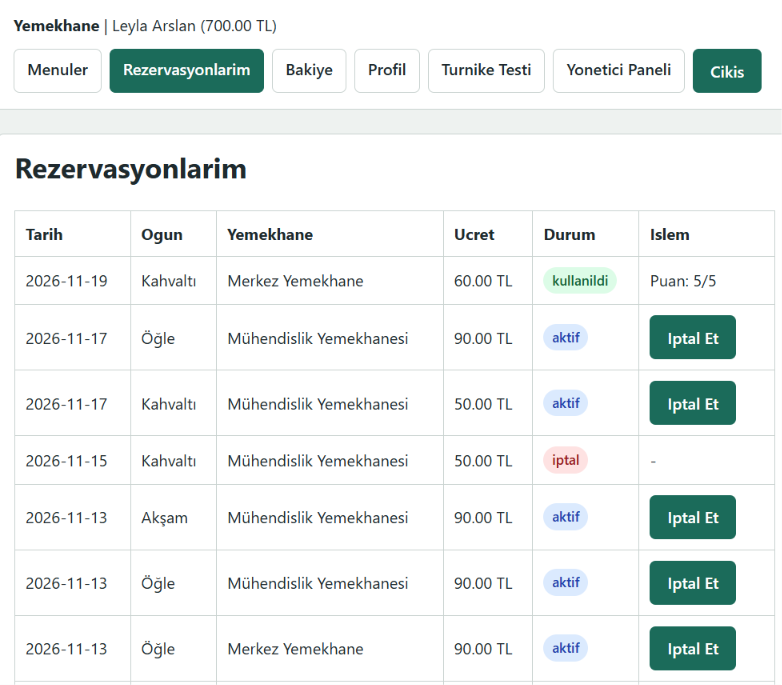 Yemekhane | Leyla Arslan (700.00 TL)
Menuler Rezervasyonlarim Bakiye Profil Turnike Testi Yonetici Paneli Cikis
Rezervasyonlarim
Tarih Ogun Yemekhane Ucret Durum Islem
2026-11-19 Kahvaltı Merkez Yemekhane 60.00 TL kullanildi Puan: 5/5
2026-11-17 Öğle Mühendislik Yemekhanesi 90.00 TL aktif Iptal Et
2026-11-17 Kahvaltı Mühendislik Yemekhanesi 50.00 TL aktif Iptal Et
2026-11-15 Kahvaltı Mühendislik Yemekhanesi 50.00 TL iptal -
2026-11-13 Akşam Mühendislik Yemekhanesi 90.00 TL aktif Iptal Et
2026-11-13 Öğle Mühendislik Yemekhanesi 90.00 TL aktif Iptal Et
2026-11-13 Öğle Merkez Yemekhane 90.00 TL aktif Iptal Et